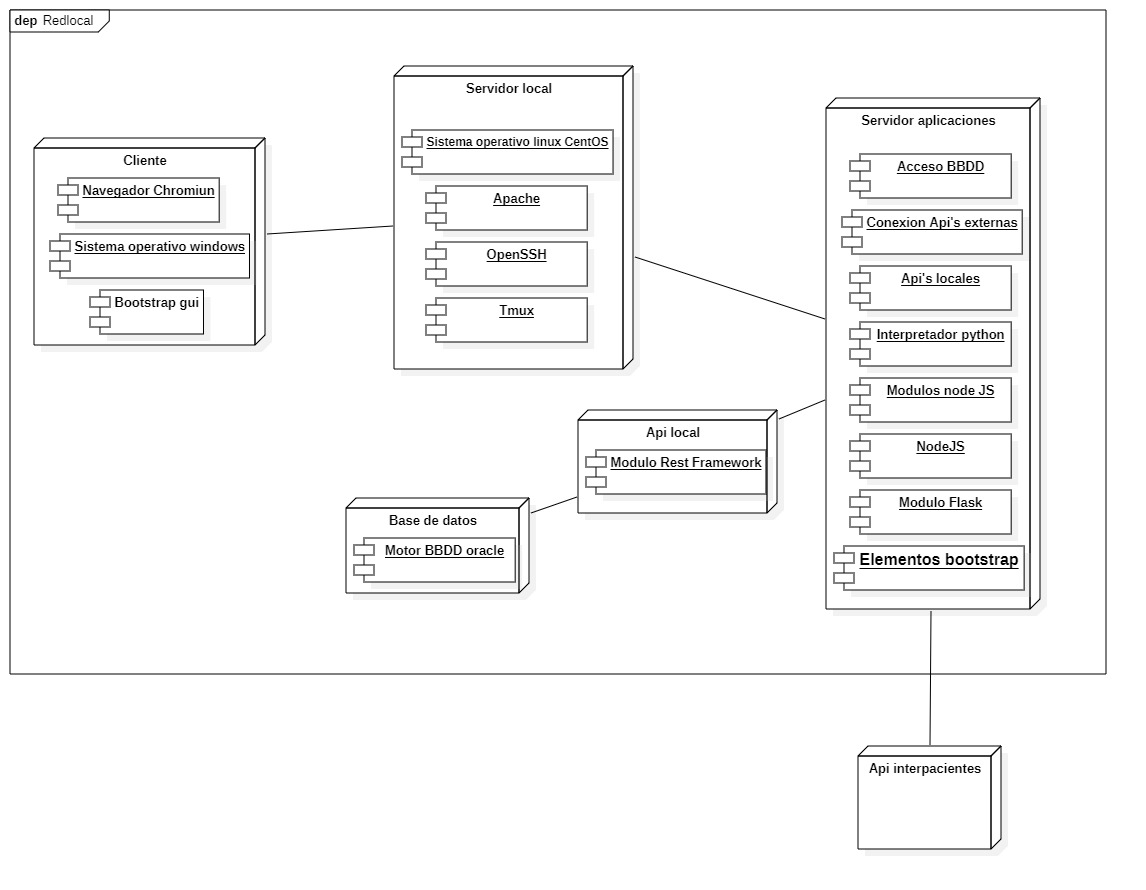 dep Redlocal
Cliente
Navegador Chromiun
Sistema operativo windows
Bootstrap gui
Servidor local
Sistema operativo linux CentOS
Apache
OpenSSH
Tmux
Servidor aplicaciones
Acceso BBDD
Conexion Api's externas
Api's locales
Interpretador python
Modulos node JS
NodeJS
Modulo Flask
Elementos bootstrap
Api local
Modulo Rest Framework
Base de datos
Motor BBDD oracle
Api interpacientes